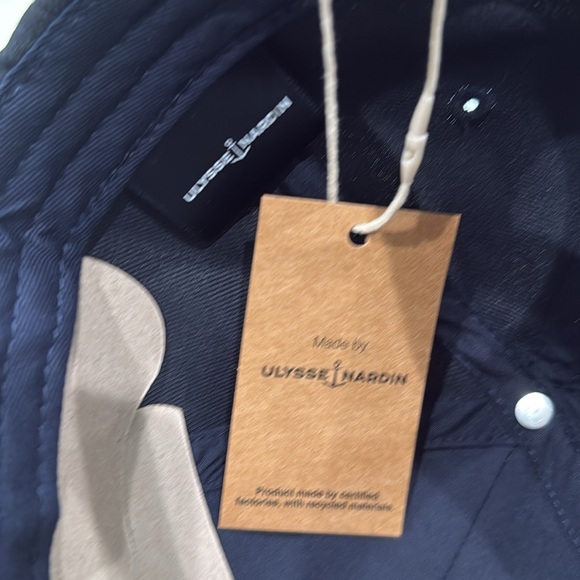 ULYSSE NARDIN
Made by
ULYSSE NARDIN
Product made by certified
factories, with recycled materials.